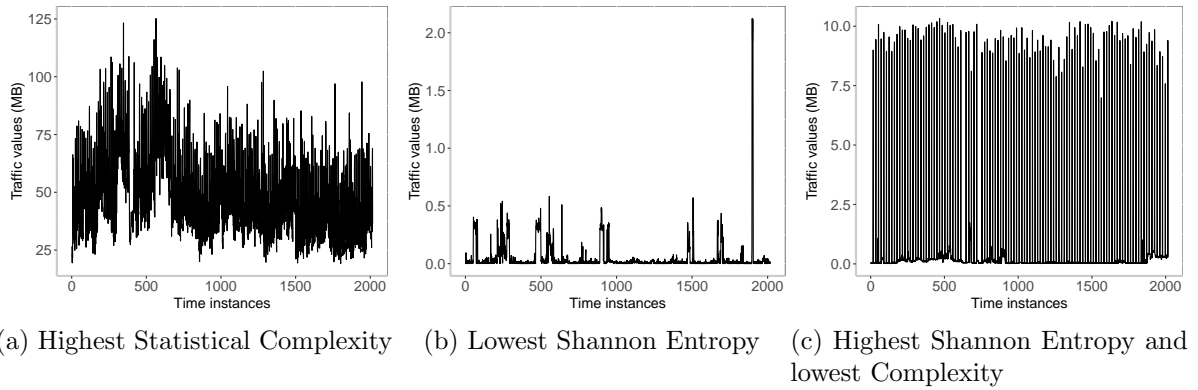 125
100
75
50
25
Traffic values (MB)
0 500 1000 1500 2000
Time instances
2.0
1.5
1.0
0.5
0.0
Traffic values (MB)
0 500 1000 1500 2000
Time instances
10.0
7.5
5.0
2.5
0.0
Traffic values (MB)
0 500 1000 1500 2000
Time instances
(a) Highest Statistical Complexity
(b) Lowest Shannon Entropy
(c) Highest Shannon Entropy and
lowest Complexity